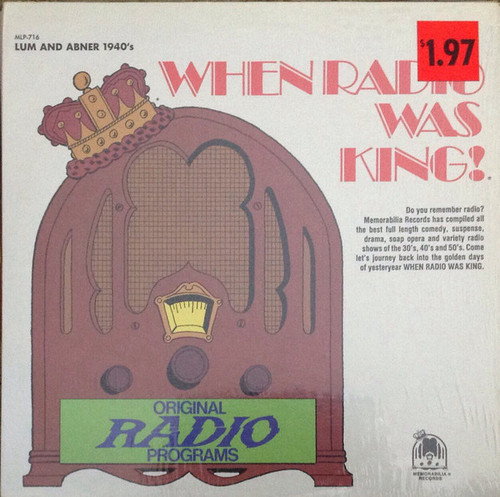 MLP-716
LUM AND ABNER 1940's
$1.97
WHEN RADIO
WAS
KING!
Do you remember radio?
Memorabilia Records has compiled all
the best full length comedy, suspense,
drama, soap opera and variety radio
shows of the 30's, 40's and 50's. Come
let's journey back into the golden days
of yesteryear WHEN RADIO WAS KING.
ORIGINAL
RADIO
PROGRAMS
MEMORABILIA
RECORDS